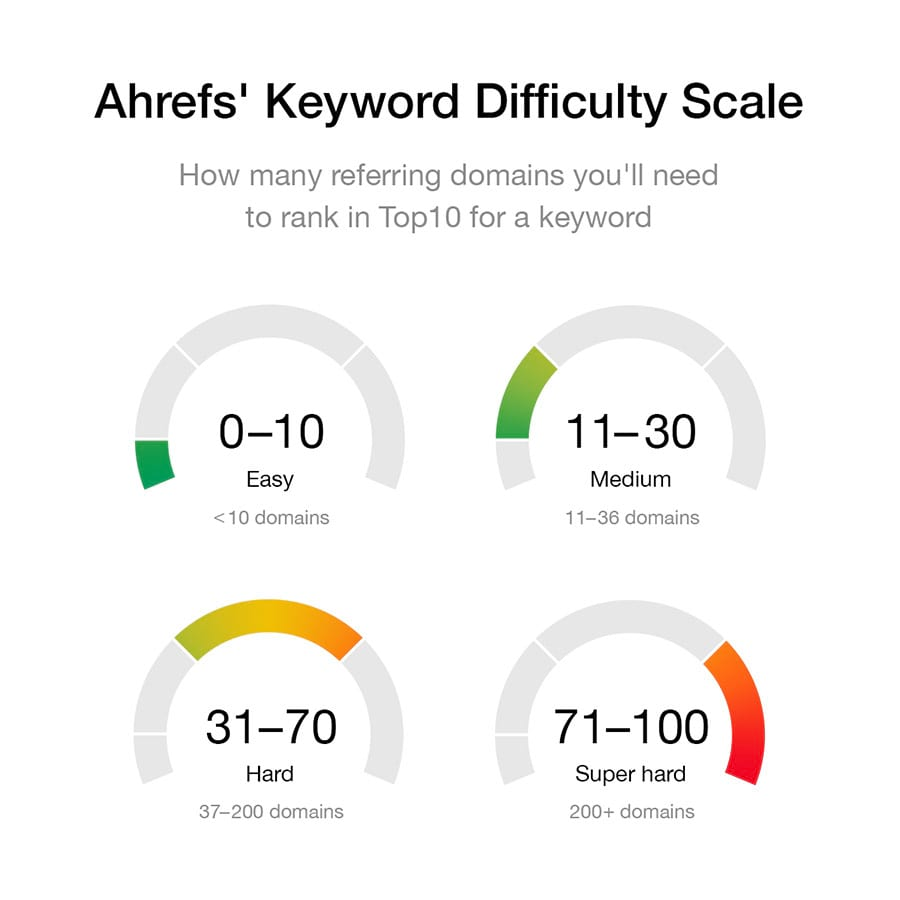 Ahrefs' Keyword Difficulty Scale
How many referring domains you'll need
to rank in Top10 for a keyword
0–10
Easy
<10 domains
11–30
Medium
11–36 domains
31–70
Hard
37–200 domains
71–100
Super hard
200+ domains